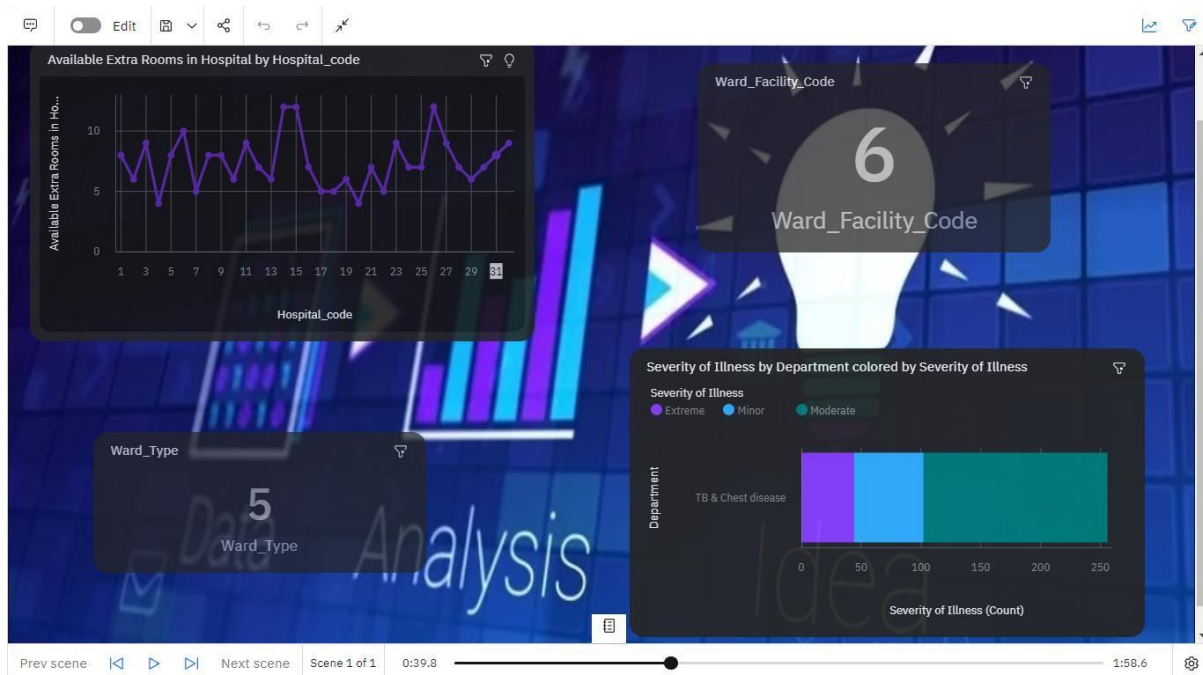 Edit
Available Extra Rooms in Hospital by Hospital_code
Available Extra Rooms in Ho...
10
5
0
1 3 5 7 9 11 13 15 17 19 21 23 25 27 29 31
Hospital_code
Ward_Facility_Code
6
Ward_Facility_Code
Ward_Type
5
Ward_Type
Severity of Illness by Department colored by Severity of Illness
Severity of Illness
Extreme Minor Moderate
Department
TB & Chest disease
0 50 100 150 200 250
Severity of Illness (Count)
Data Analysis Idea
Prev scene Next scene Scene 1 of 1 0:39.8 1:58.6